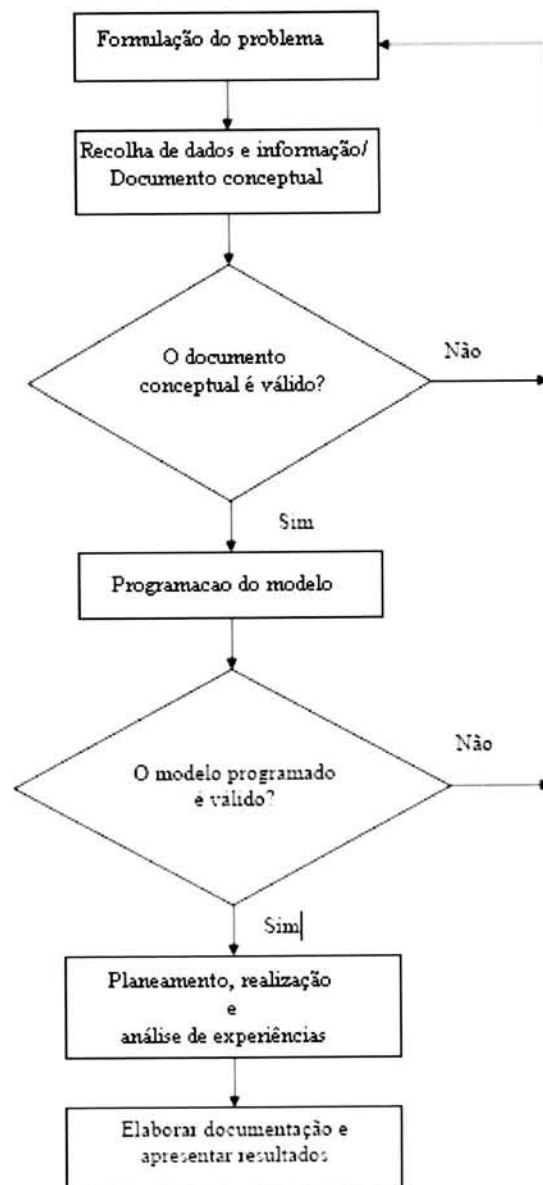 Formulação do problema
Recolha de dados e informação/
Documento conceptual
O documento
conceptual é válido?
Não
Sim
Programacao do modelo
O modelo programado
é válido?
Não
Sim
Planeamento, realização
e
análise de experiências
Elaborar documentação e
apresentar resultados